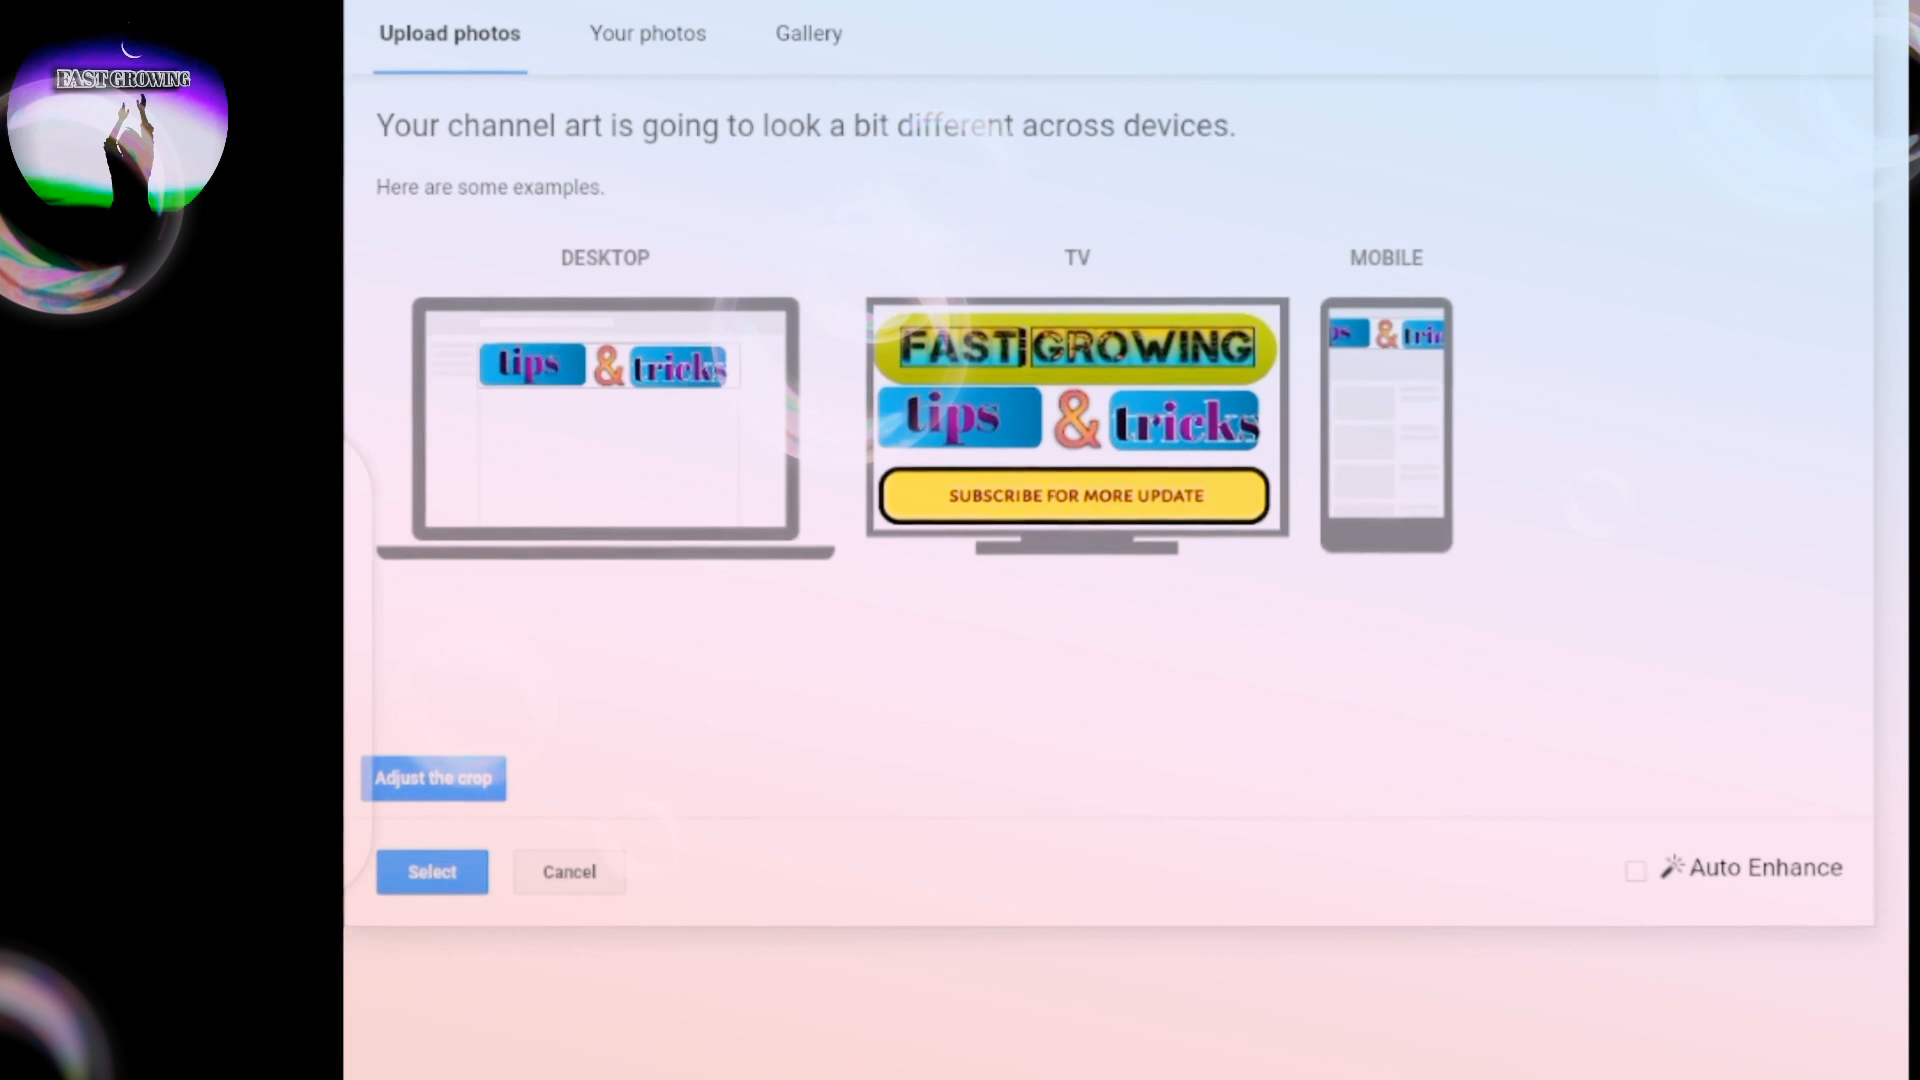 FAST GROWING
Upload photos Your photos Gallery
Your channel art is going to look a bit different across devices.
Here are some examples.
DESKTOP TV MOBILE
tips & tricks
FAST GROWING
tips & tricks
SUBSCRIBE FOR MORE UPDATE
ps & tric
Adjust the crop
Select Cancel
Auto Enhance